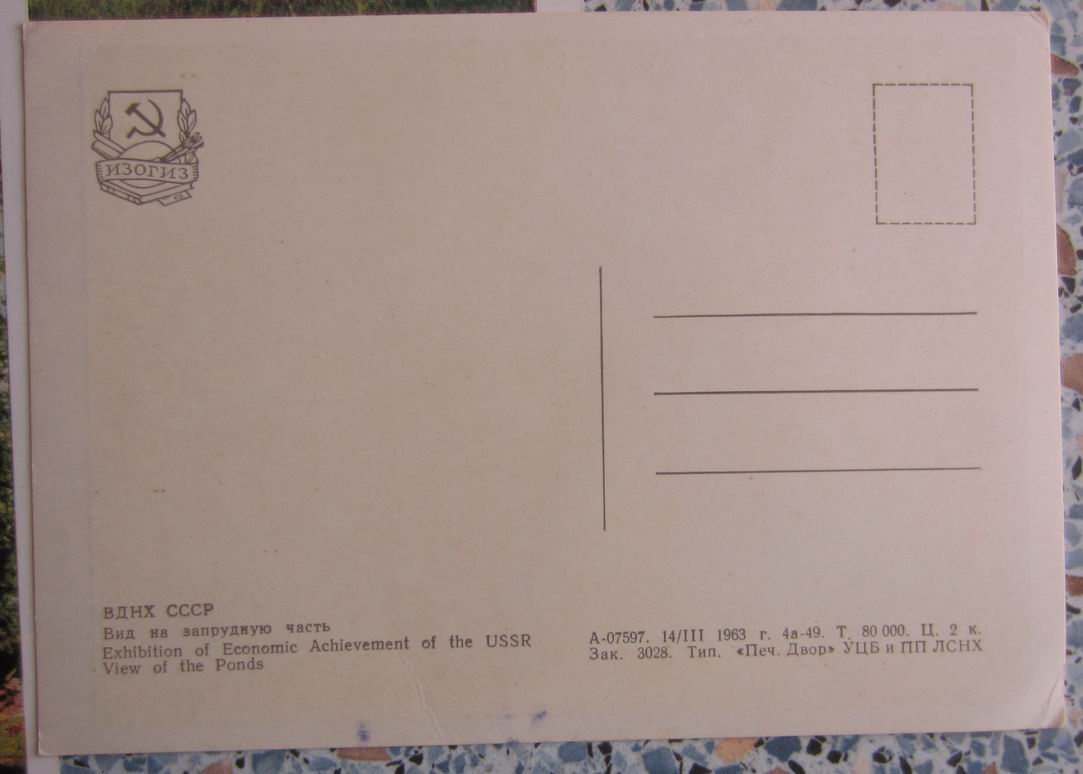 ИЗОГИЗ
ВДНХ СССР
Вид на запрудную часть
Exhibition of Economic Achievement of the USSR
View of the Ponds
А-07597. 14/III 1963 г. 4а-49. Т. 80 000. Ц. 2 к.
Зак. 3028. Тип. «Печ. Двор» УЦБ и ПП ЛСНХ